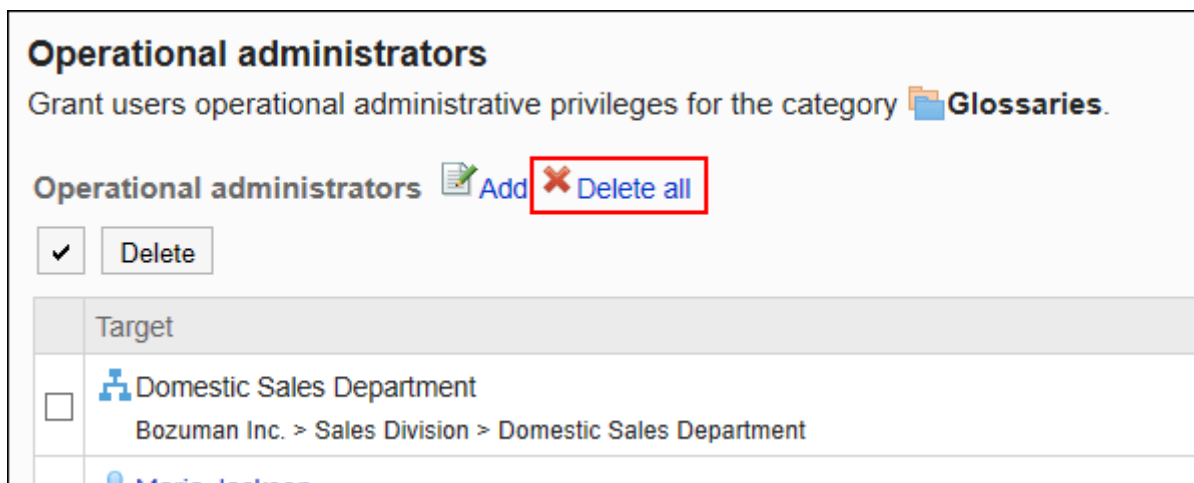 Operational administrators
Grant users operational administrative privileges for the category Glossaries.
Operational administrators Add Delete all
Delete
Target
Domestic Sales Department
Bozuman Inc. > Sales Division > Domestic Sales Department